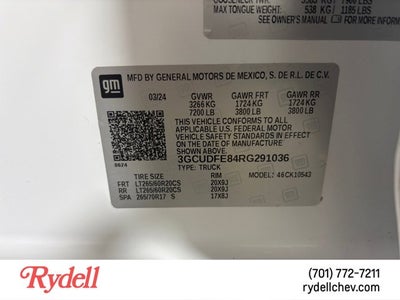 538 KG / 1185 LBS
MAX TONGUE WEIGHT:
SEE OWNER'S MANUAL FOR
gm
MFD BY GENERAL MOTORS DE MEXICO, S. DE R.L. DE C.V.
03/24 GVWR GAWR FRT GAWR RR
3266 KG 1724 KG 1724 KG
7200 LB 3800 LB 3800 LB
THIS VEHICLE CONFORMS TO ALL
APPLICABLE U.S. FEDERAL MOTOR
VEHICLE SAFETY STANDARDS IN EFFECT
ON THE DATE OF MANUFACTURE
SHOWN ABOVE.
3GCUDFE84RG291036
TYPE: TRUCK
MODEL:
TIRE SIZE RIM
FRT LT265/60R20CS 20X9J
RR LT265/60R20CS 20X9J
SPA 265/70R17 S 17X8J
Rydell
(701) 772-7211
rydellchev.com